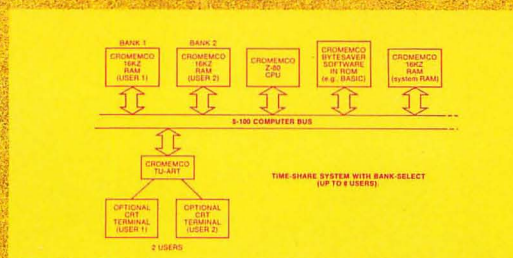 BANK 1
CROMEMCO
16KZ
RAM
(USER 1)
BANK 2
CROMEMCO
16KZ
RAM
(USER 2)
CROMEMCO
Z-80
CPU
CROMEMCO
BYTESAVER
SOFTWARE
IN ROM
(e.g., BASIC)
CROMEMCO
16KZ
RAM
(system RAM)
S-100 COMPUTER BUS
CROMEMCO
TU-ART
TIME-SHARE SYSTEM WITH BANK-SELECT
(UP TO 8 USERS)
OPTIONAL
CRT
TERMINAL
(USER 1)
OPTIONAL
CRT
TERMINAL
(USER 2)
2 USERS